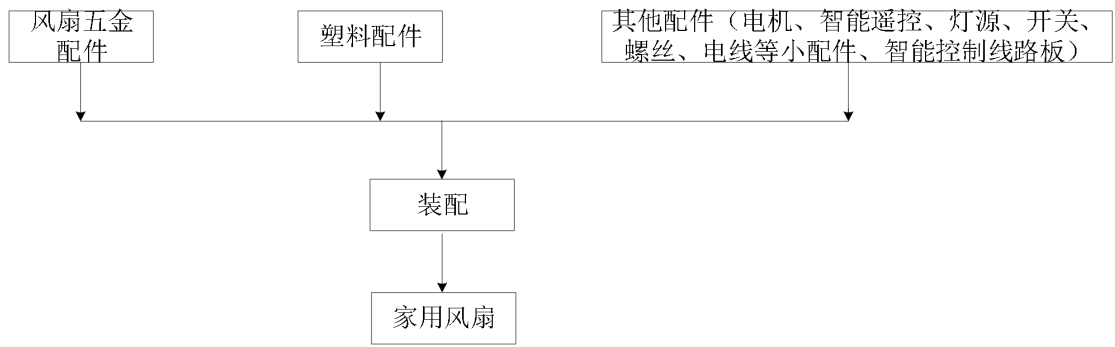 风扇五金
配件
塑料配件
其他配件（电机、智能遥控、灯源、开关、
螺丝、电线等小配件、智能控制线路板）
装配
家用风扇